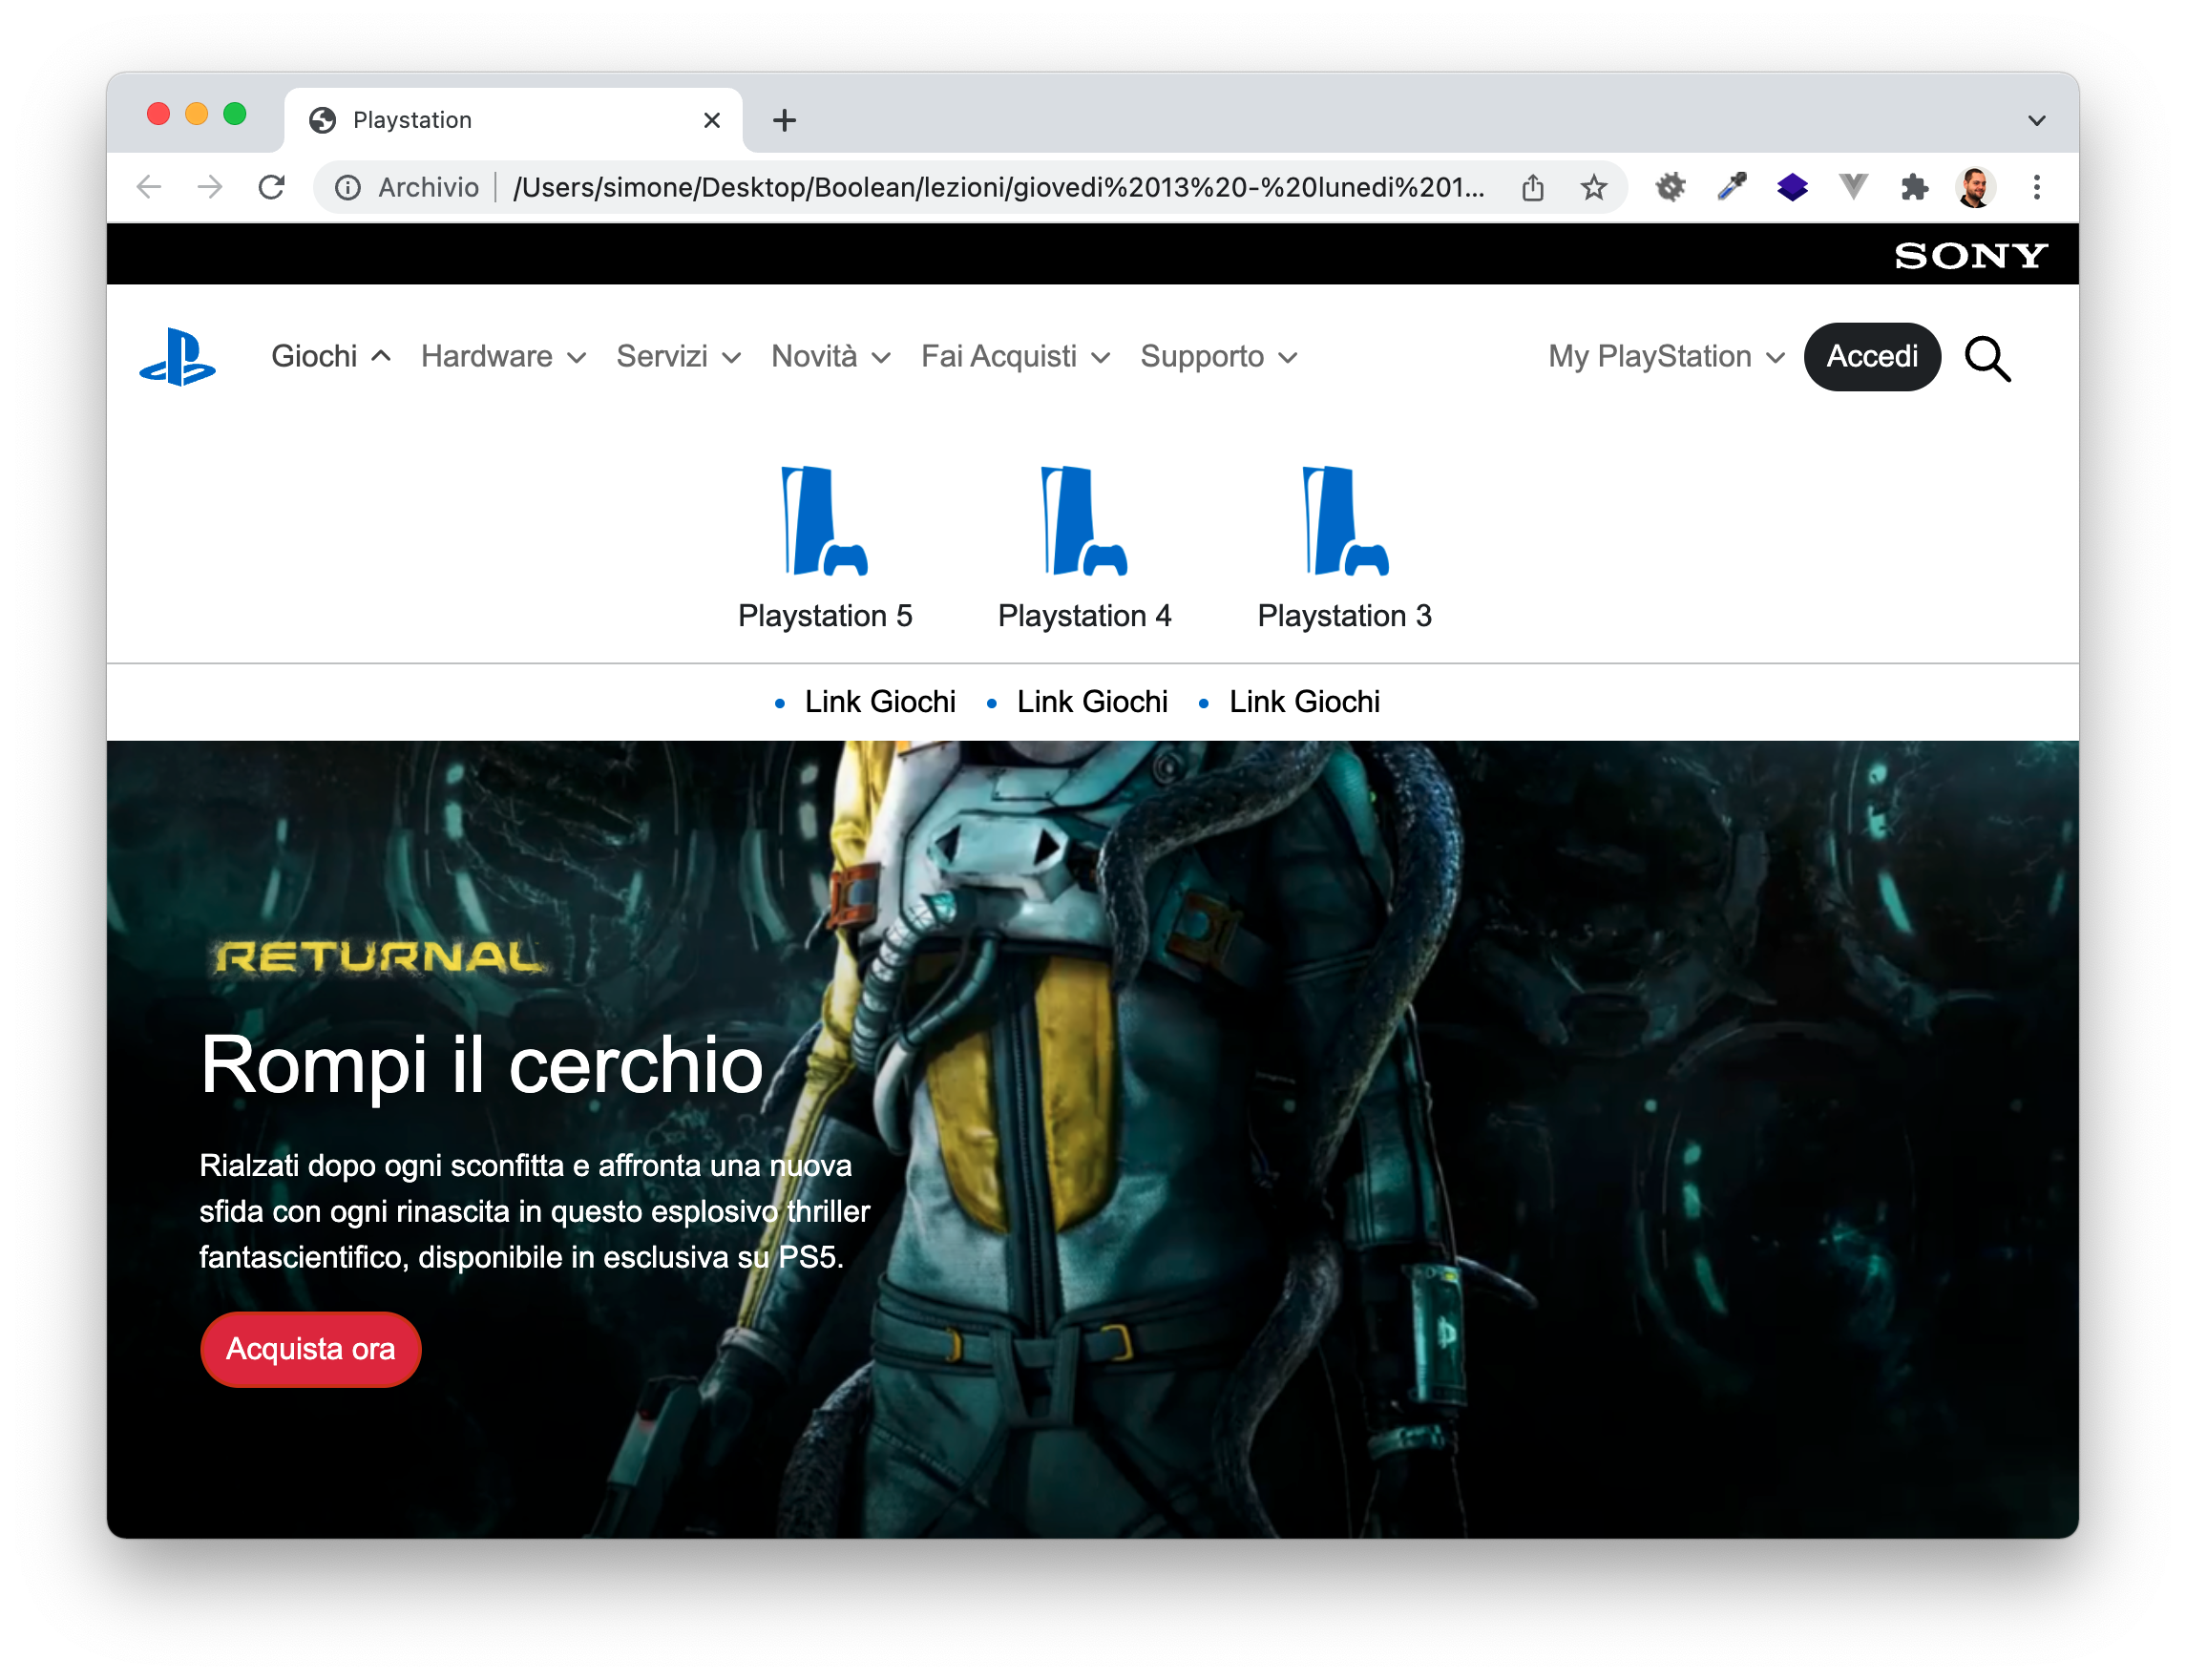 Playstation
Archivio /Users/simone/Desktop/Boolean/lezioni/giovedi%2013%20-%20lunedi%201...
SONY
Giochi Hardware Servizi Novità Fai Acquisti Supporto My PlayStation Accedi
Playstation 5 Playstation 4 Playstation 3
Link Giochi Link Giochi Link Giochi
RETURNAL
Rompi il cerchio
Rialzati dopo ogni sconfitta e affronta una nuova
sfida con ogni rinascita in questo esplosivo thriller
fantascientifico, disponibile in esclusiva su PS5.
Acquista ora